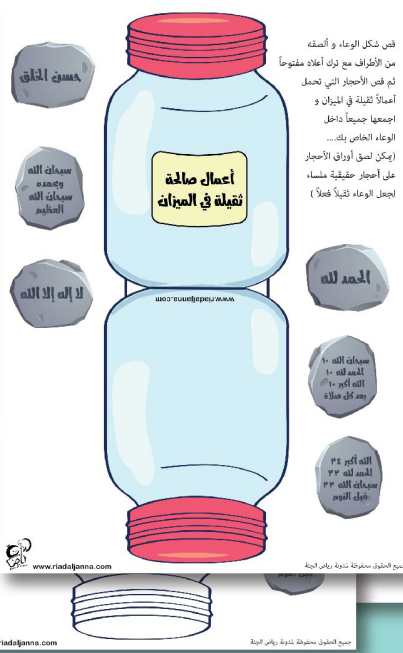 قص شكل الوعاء و ألصقه
من الأطراف مع ترك أعلاه مفتوحاً
ثم قص الأحجار التي تحمل
أعمالاً ثقيلة في الميزان و
اجمعها جميعاً داخل
الوعاء الخاص بك....
(يمكن لصق أوراق الأحجار
على أحجار حقيقية ملساء
لجعل الوعاء ثقيلاً فعلاً )
حسن الخلق
سبحان الله
وبحمده
سبحان الله
العظيم
لا إله إلا الله
أعمال صالحة
ثقيلة في الميزان
www.riadaljanna.com
الحمد لله
سبحان الله ١٠
الحمد لله ١٠
الله أكبر ١٠
بعد كل صلاة
الله أكبر ٣٤
الحمد لله ٣٣
سبحان الله ٣٣
قبل النوم
www.riadaljanna.com
جميع الحقوق محفوظة لمدونة رياض الجنة
قبل النوم
riadaljanna.com
جميع الحقوق محفوظة لمدونة رياض الجنة